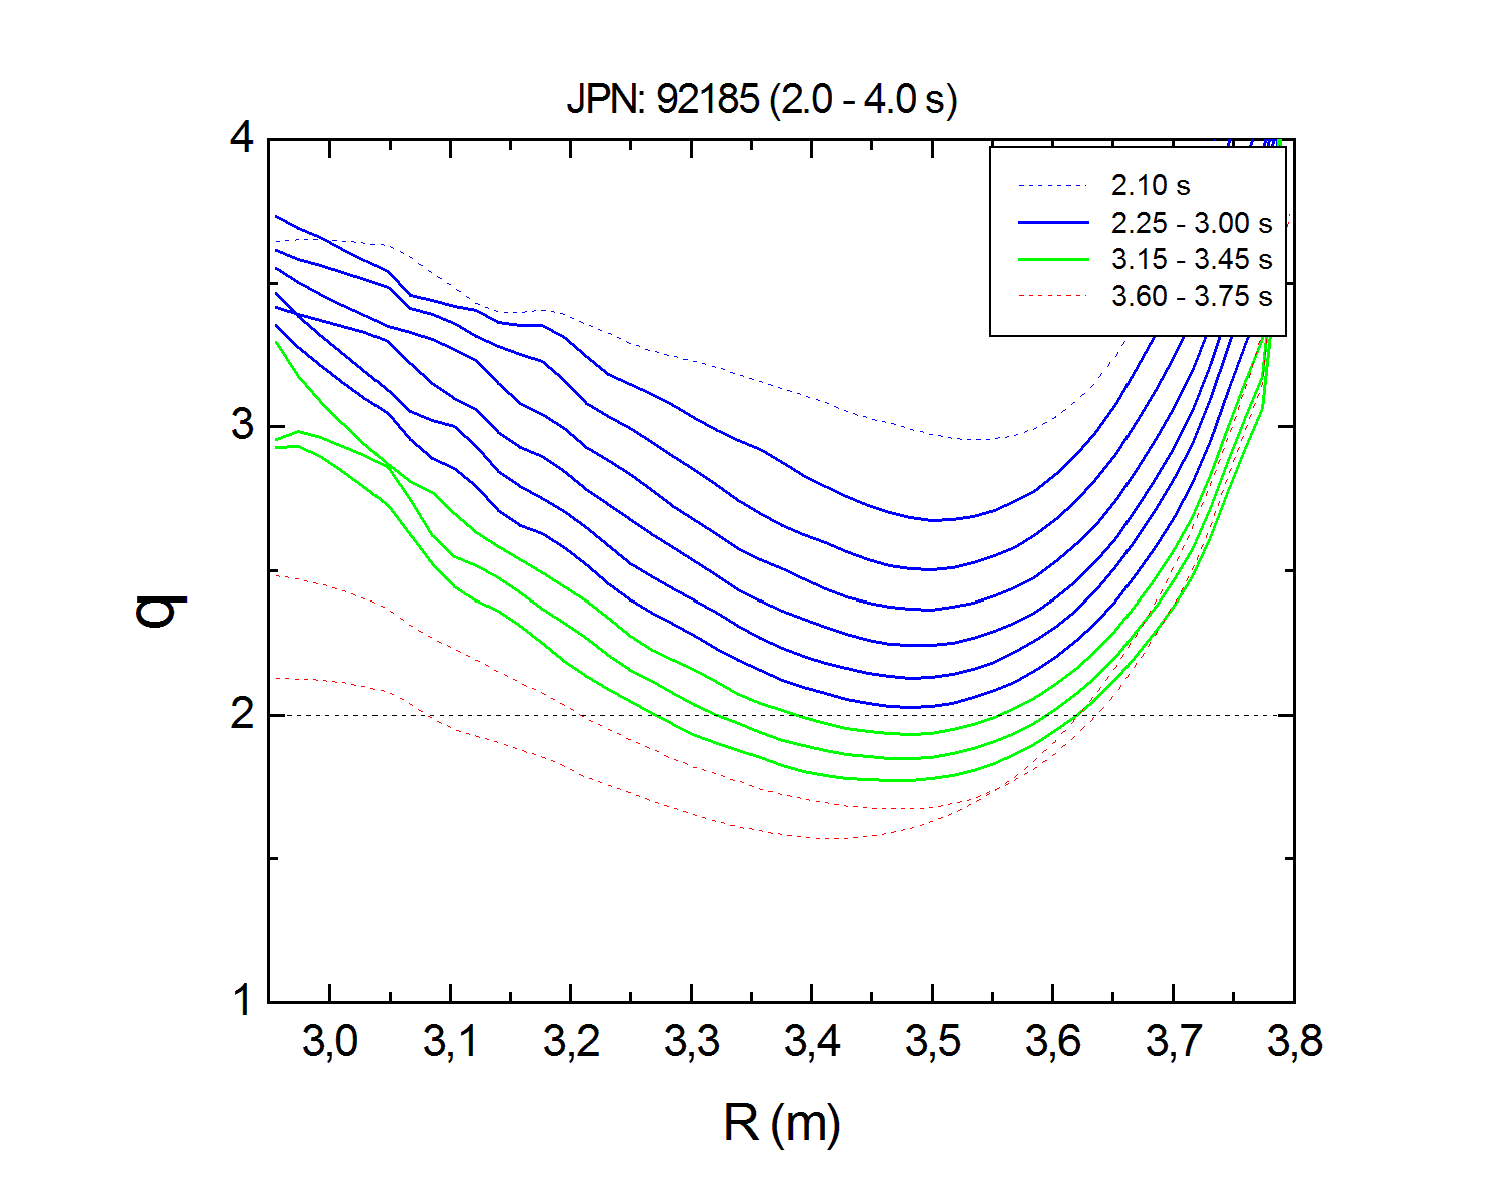 JPN: 92185 (2.0 - 4.0 s)
4
2.10 s
2.25 - 3.00 s
3.15 - 3.45 s
3.60 - 3.75 s
3
q
2
1
3,0 3,1 3,2 3,3 3,4 3,5 3,6 3,7 3,8
R (m)